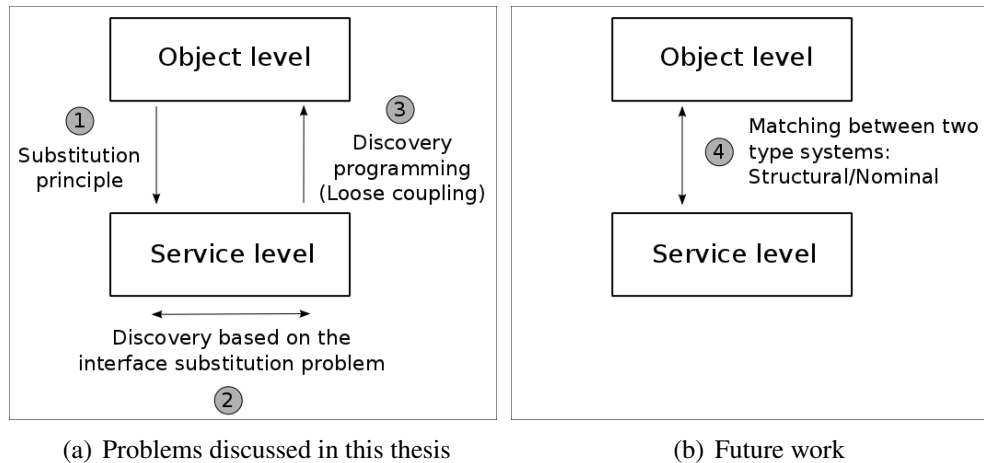 Object level
1
Substitution
principle
3
Discovery
programming
(Loose coupling)
Service level
Discovery based on the
interface substitution problem
2
(a) Problems discussed in this thesis
Object level
4
Matching between two
type systems:
Structural/Nominal
Service level
(b) Future work